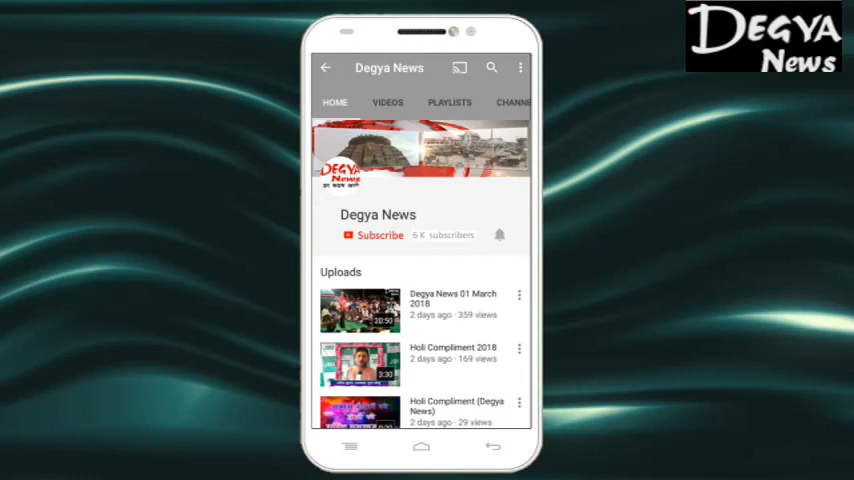 DEGYA
News
Degya News
HOME VIDEOS PLAYLISTS CHANNE
DEGYA
News
Degya News
Subscribe 6 K subscribers
Uploads
Degya News 01 March
2018
2 days ago · 359 views
20:50
Holi Compliment 2018
2 days ago · 169 views
3:30
Holi Compliment (Degya
News)
2 days ago · 29 views